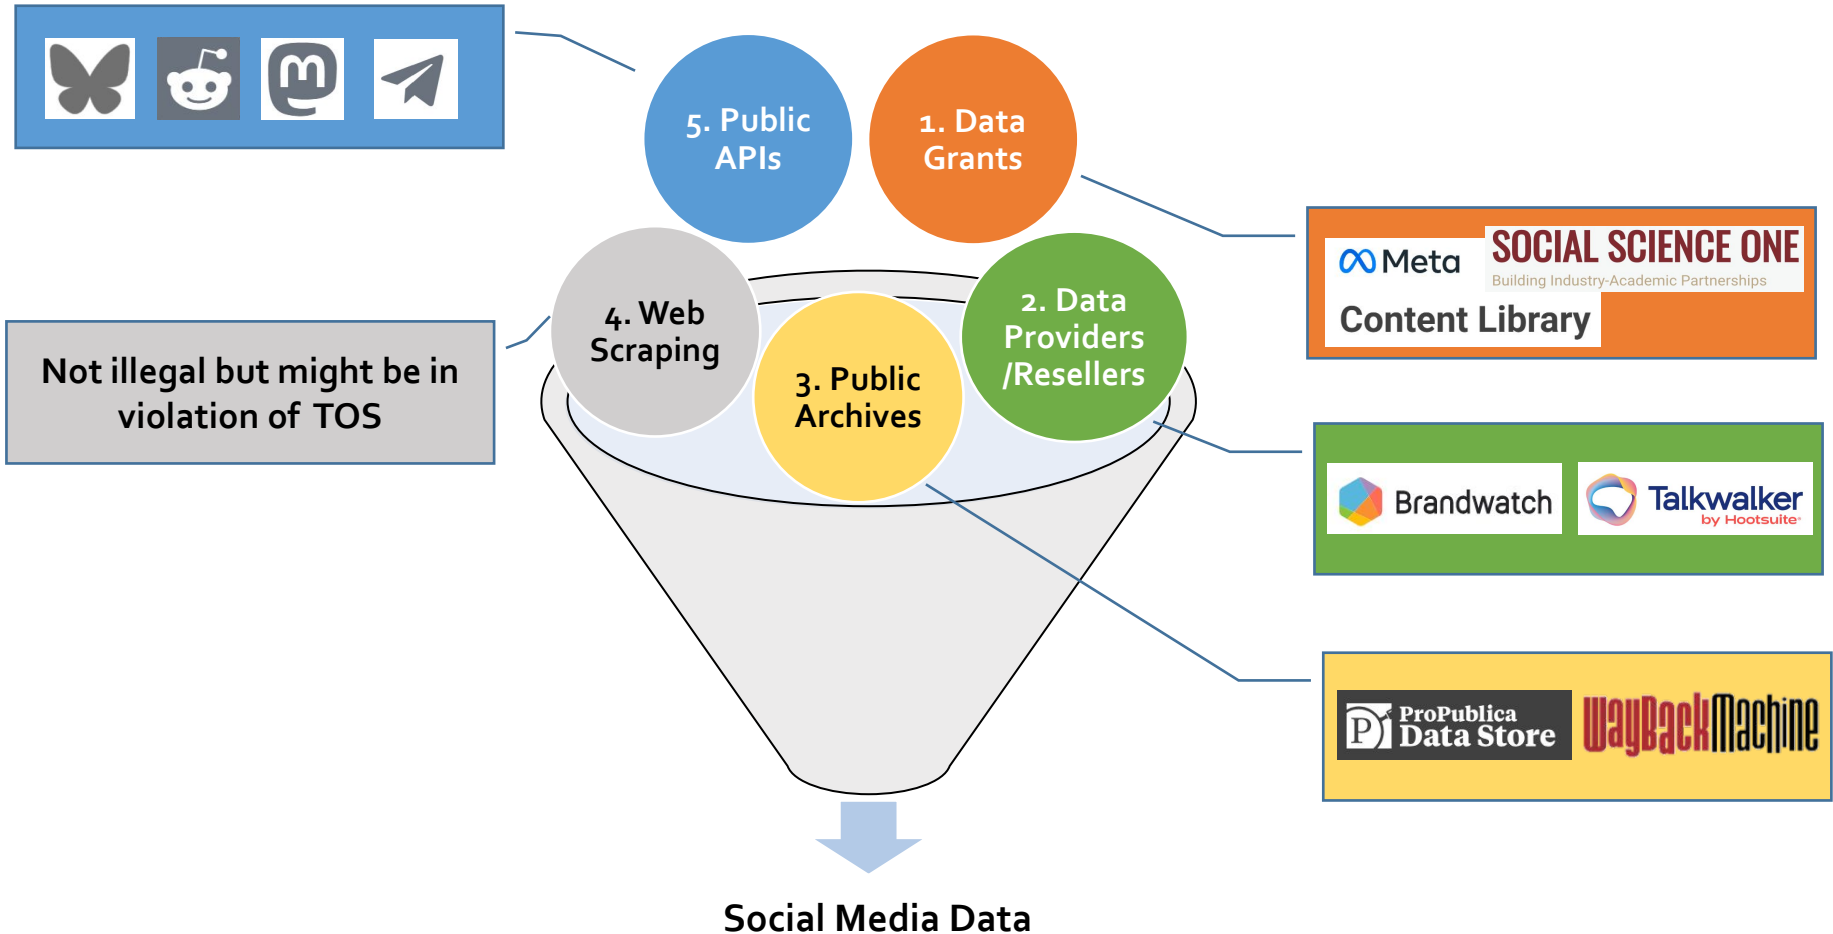 5. Public
APIs
1. Data
Grants
Meta
SOCIAL SCIENCE ONE
Building Industry-Academic Partnerships
Content Library
4. Web
Scraping
2. Data
Providers
/Resellers
3. Public
Archives
Not illegal but might be in
violation of TOS
Brandwatch
Talkwalker
by Hootsuite
P
ProPublica
Data Store
WayBackMachine
Social Media Data